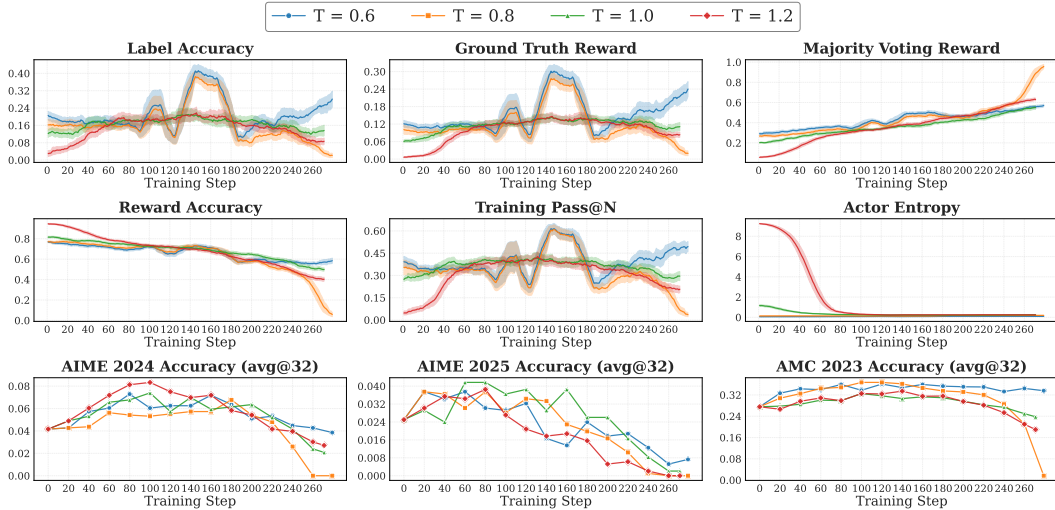 T = 0.6 T = 0.8 T = 1.0 T = 1.2
Label Accuracy Ground Truth Reward Majority Voting Reward
0.40
0.32
0.24
0.16
0.08
0.00
0 20 40 60 80 100 120 140 160 180 200 220 240 260
Training Step
0.30
0.24
0.18
0.12
0.06
0.00
0 20 40 60 80 100 120 140 160 180 200 220 240 260
Training Step
1.0
0.8
0.6
0.4
0.2
0 20 40 60 80 100 120 140 160 180 200 220 240 260
Training Step
Reward Accuracy Training Pass@N Actor Entropy
0.8
0.6
0.4
0.2
0.0
0 20 40 60 80 100 120 140 160 180 200 220 240 260
Training Step
0.60
0.45
0.30
0.15
0.00
0 20 40 60 80 100 120 140 160 180 200 220 240 260
Training Step
8
6
4
2
0
0 20 40 60 80 100 120 140 160 180 200 220 240 260
Training Step
AIME 2024 Accuracy (avg@32) AIME 2025 Accuracy (avg@32) AMC 2023 Accuracy (avg@32)
0.08
0.06
0.04
0.02
0.00
0 20 40 60 80 100 120 140 160 180 200 220 240 260
Training Step
0.040
0.032
0.024
0.016
0.008
0.000
0 20 40 60 80 100 120 140 160 180 200 220 240 260
Training Step
0.32
0.24
0.16
0.08
0.00
0 20 40 60 80 100 120 140 160 180 200 220 240 260
Training Step